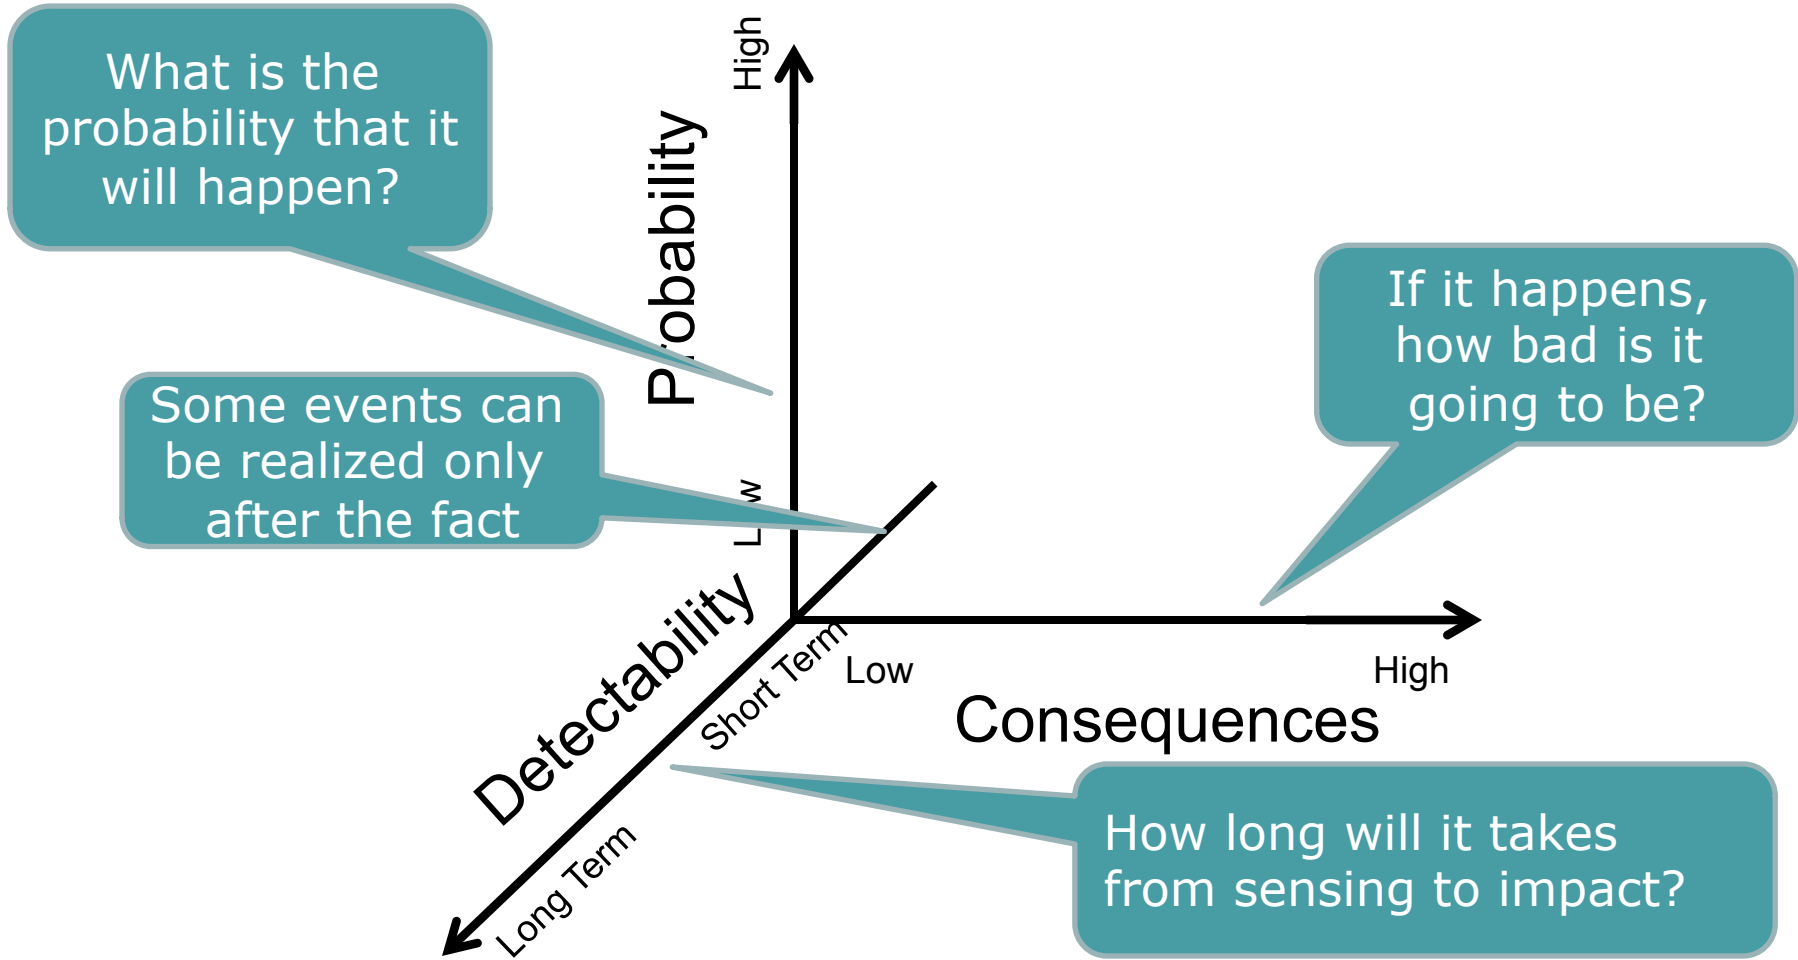 What is the
probability that it
will happen?
High
Probability
Low
Some events can
be realized only
after the fact
If it happens,
how bad is it
going to be?
Detectability
Short Term
Long Term
Low
High
Consequences
How long will it takes
from sensing to impact?